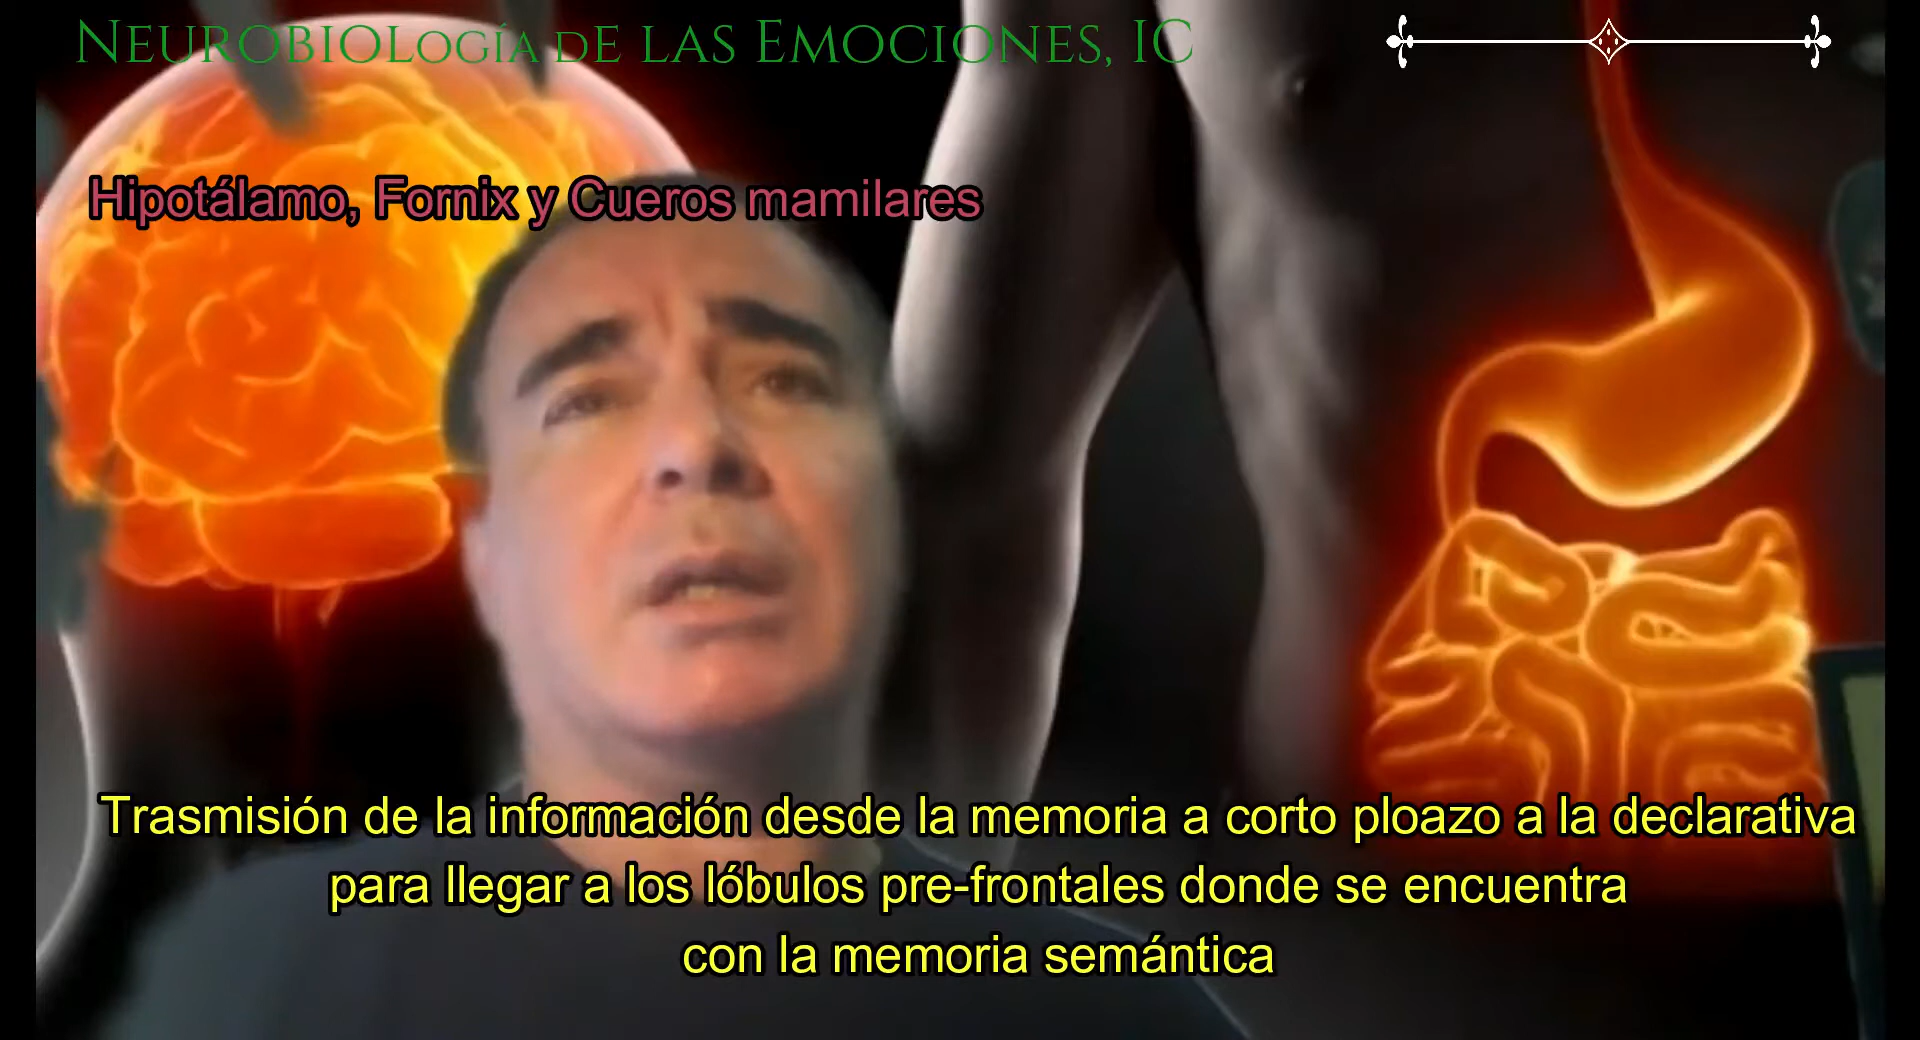 Neurobiología de las Emociones, IC
Hipotálamo, Fornix y Cueros mamilares
Trasmisión de la información desde la memoria a corto ploazo a la declarativa
para llegar a los lóbulos pre-frontales donde se encuentra
con la memoria semántica